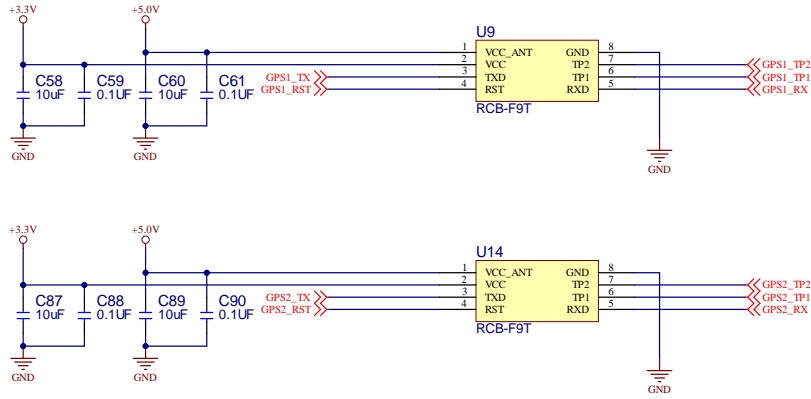 +3.3V
+5.0V
U9
1 VCC_ANT GND 8
2 VCC TP2 7 GPS1_TP2
GPS1_TX 3 TXD TP1 6 GPS1_TP1
GPS1_RST 4 RST RXD 5 GPS1_RX
RCB-F9T
C58 10uF
C59 0.1UF
C60 10uF
C61 0.1UF
GND
GND
GND
+3.3V
+5.0V
U14
1 VCC_ANT GND 8
2 VCC TP2 7 GPS2_TP2
GPS2_TX 3 TXD TP1 6 GPS2_TP1
GPS2_RST 4 RST RXD 5 GPS2_RX
RCB-F9T
C87 10uF
C88 0.1UF
C89 10uF
C90 0.1UF
GND
GND
GND